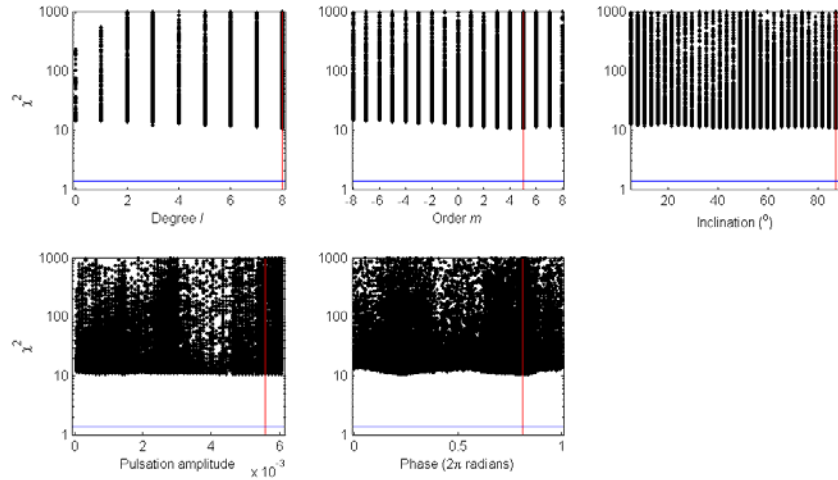 1000 1000 1000
100 100 100
χ²
10 10 10
1 1 1
0 2 4 6 8 -8 -6 -4 -2 0 2 4 6 8 20 40 60 80
Degree l Order m Inclination (º)
1000 1000
100 100
χ²
10 10
1 1
0 2 4 6 0 0.5 1
Pulsation amplitude x 10⁻³ Phase (2π radians)